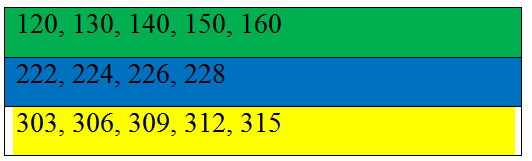 120, 130, 140, 150, 160
222, 224, 226, 228
303, 306, 309, 312, 315